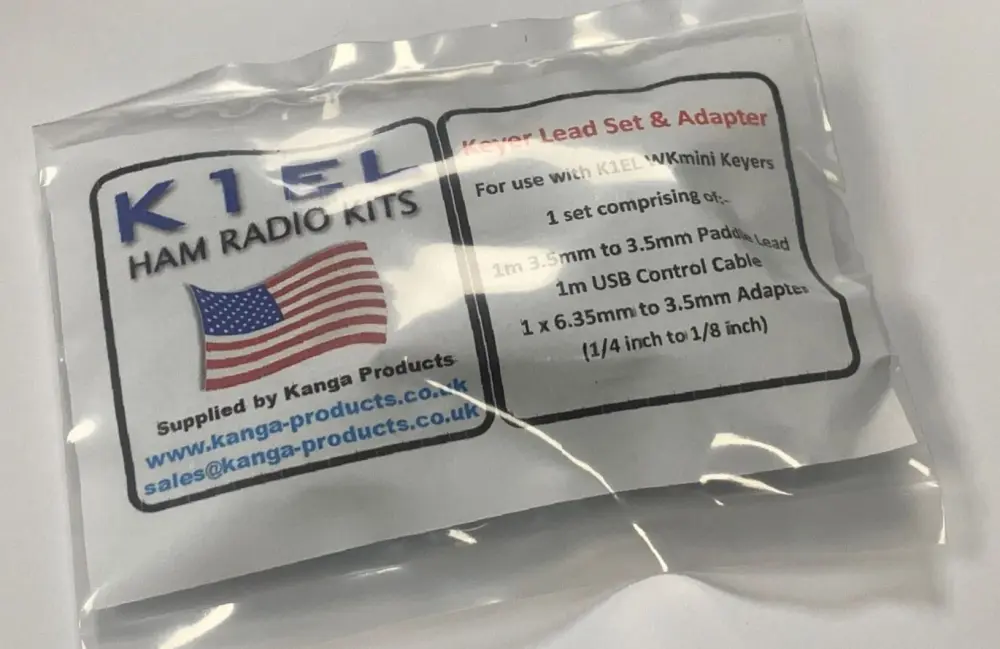 K1EL
HAM RADIO KITS
Supplied by Kanga Products
www.kanga-products.co.uk
sales@kanga-products.co.uk
Keyer Lead Set & Adapter
For use with K1EL WKmini Keyers
1 set comprising of:-
1m 3.5mm to 3.5mm Paddle Lead
1m USB Control Cable
1 x 6.35mm to 3.5mm Adapter
(1/4 inch to 1/8 inch)